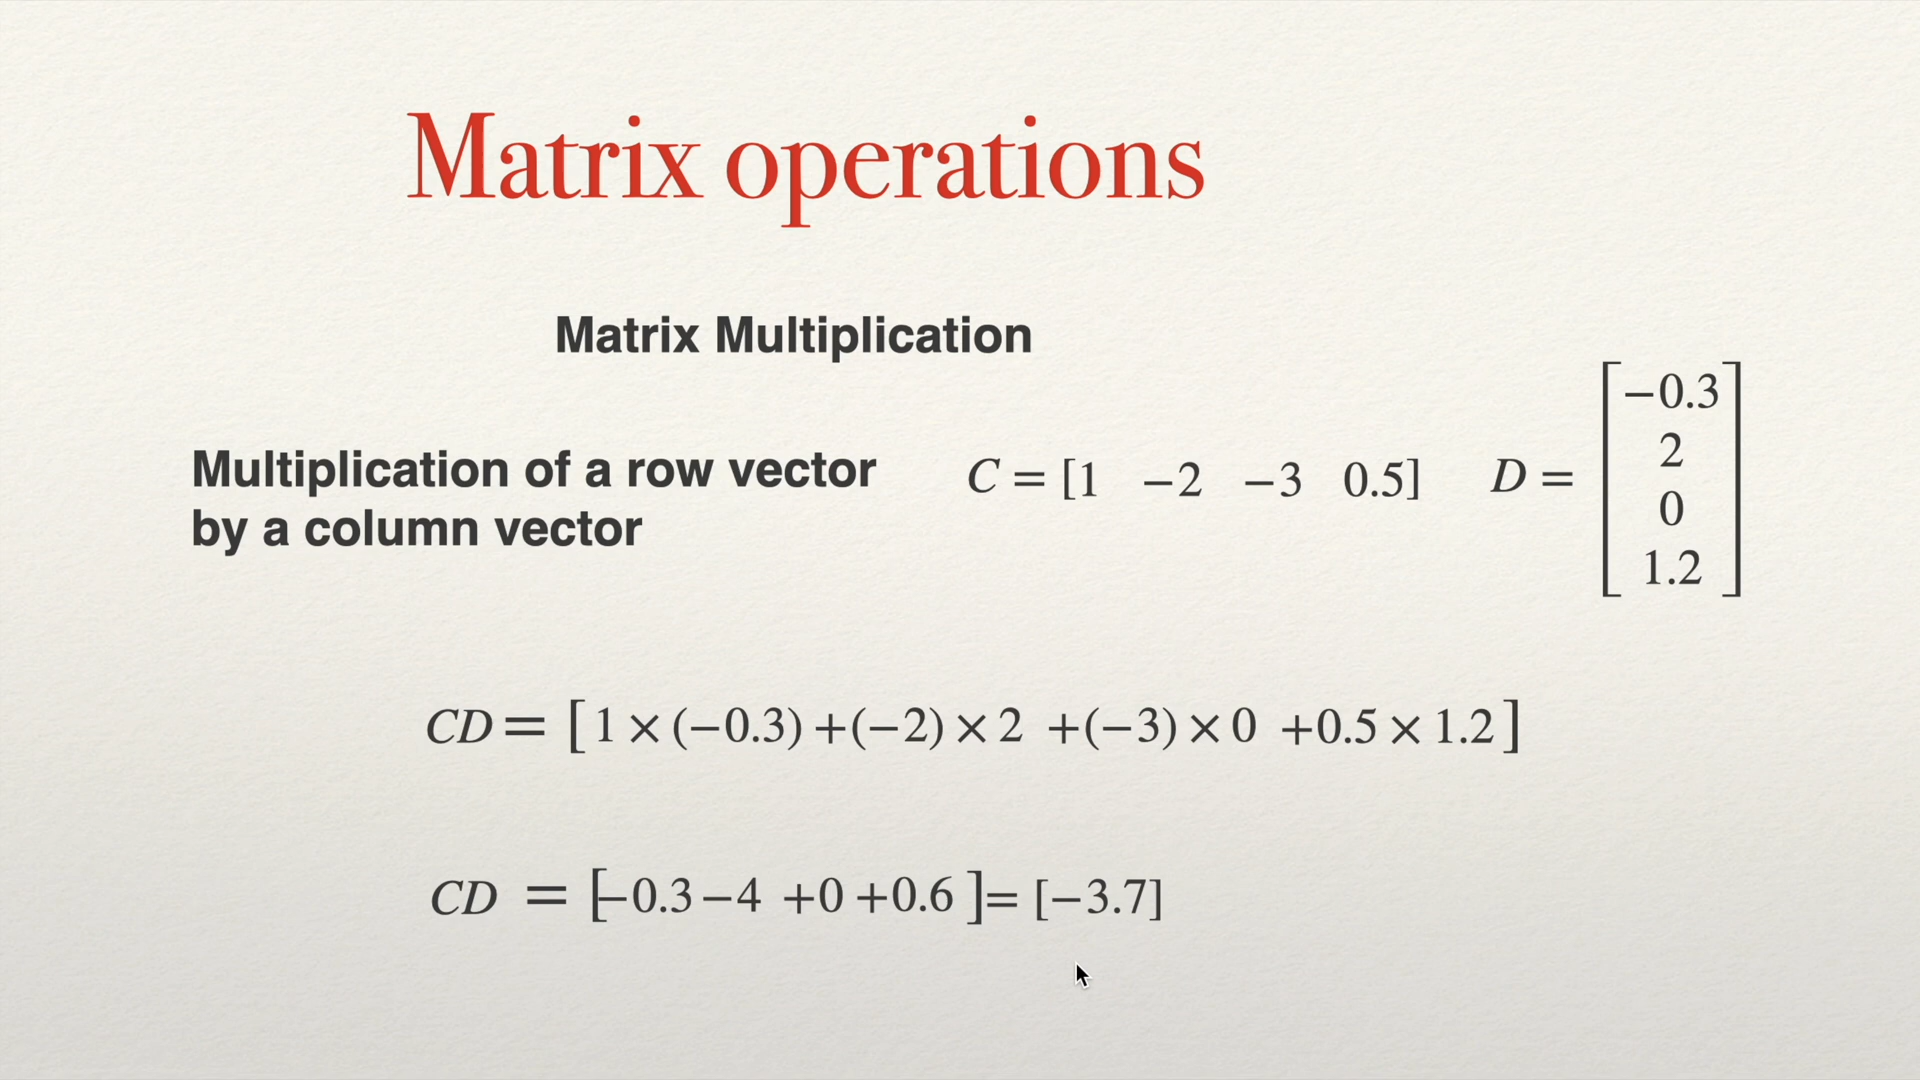 Matrix operations
Matrix Multiplication
Multiplication of a row vector
by a column vector
C = [1 −2 −3 0.5] D = [−0.3
2
0
1.2]
CD = [ 1 × (−0.3) +(−2) × 2 +(−3) × 0 +0.5 × 1.2 ]
CD = [−0.3 −4 +0 +0.6 ] = [−3.7]